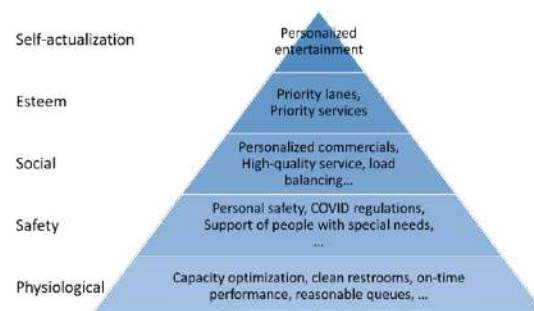 Self-actualization
Personalized
entertainment
Esteem
Priority lanes,
Priority services
Social
Personalized commercials,
High-quality service, load
balancing...
Safety
Personal safety, COVID regulations,
Support of people with special needs,
...
Physiological
Capacity optimization, clean restrooms, on-time
performance, reasonable queues, ...